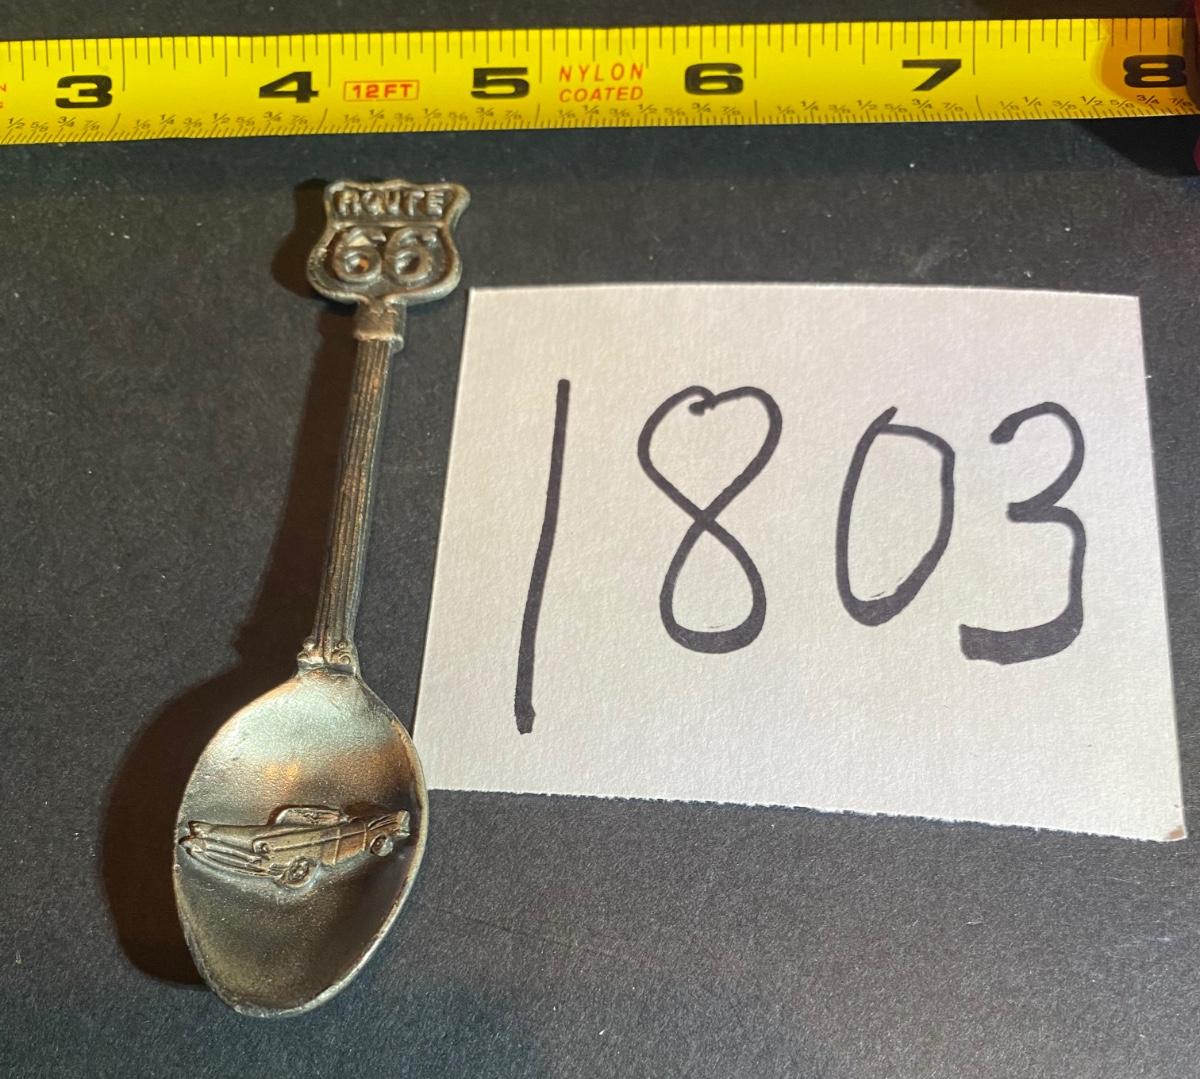 3 4 12FT 5 NYLON COATED 6 7 8
ROUTE
66
1803